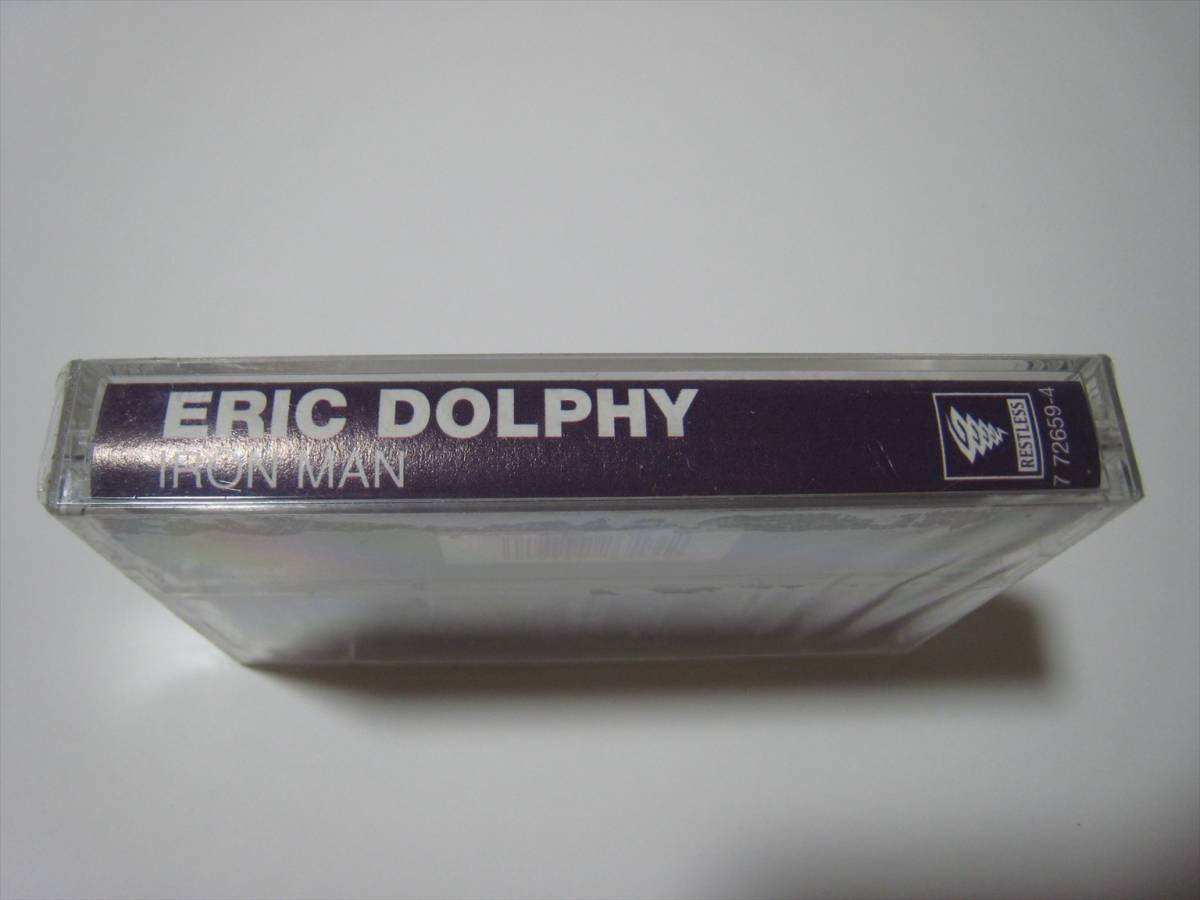 ERIC DOLPHY
IRON MAN
RESTLESS
7 72659-4